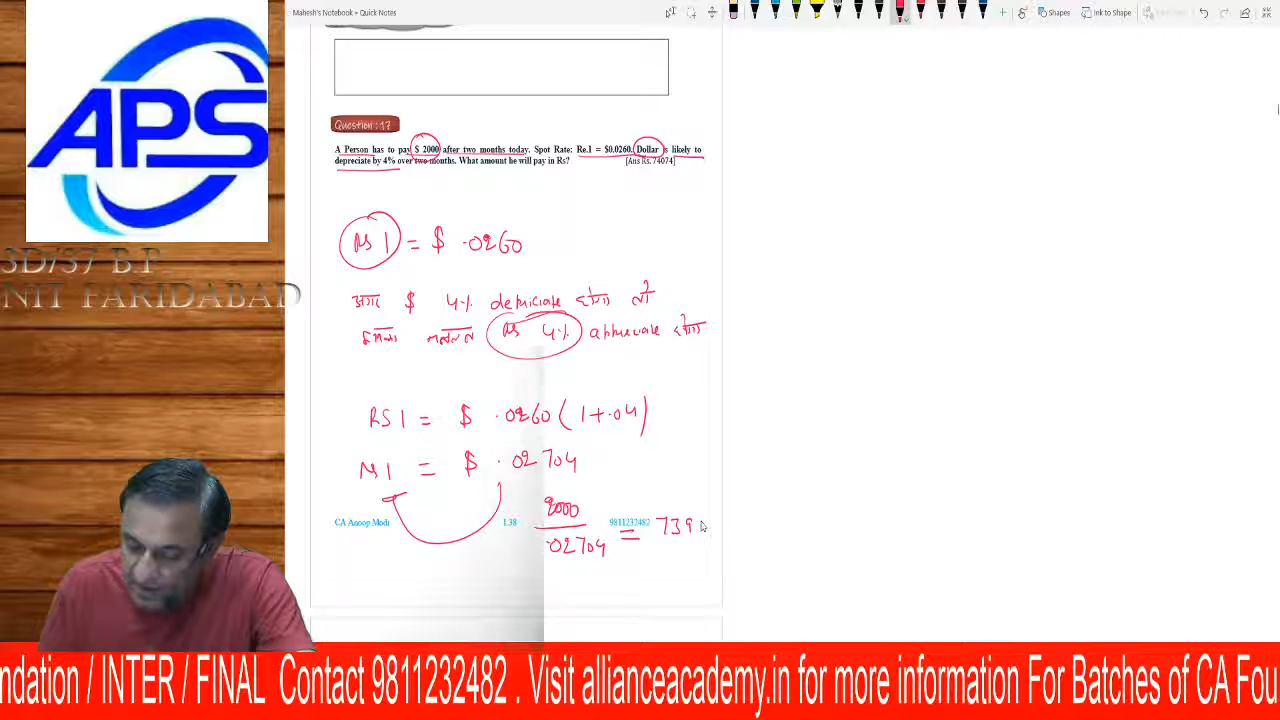 Mahesh's Notebook » Quick Notes
Shapes
Ink to Shape
APS
3D/37 B.P.
NIT FARIDABAD
Question : 17
A Person has to pay $ 2000 after two months today. Spot Rate: Re.1 = $0.0260. Dollar is likely to
depreciate by 4% over two months. What amount he will pay in Rs? [Ans Rs.74074]
Rs 1 = $ .0260
अगर $ 4% depriciate होगा तो
इसका मतलब Rs 4% appreciate होगा
RS 1 = $ .0260 (1+.04)
Rs 1 = $ .02704
2000
.02704 = 739
CA Anoop Modi 1.38 9811232482
ndation / INTER / FINAL Contact 9811232482 . Visit allianceacademy.in for more information For Batches of CA Fou